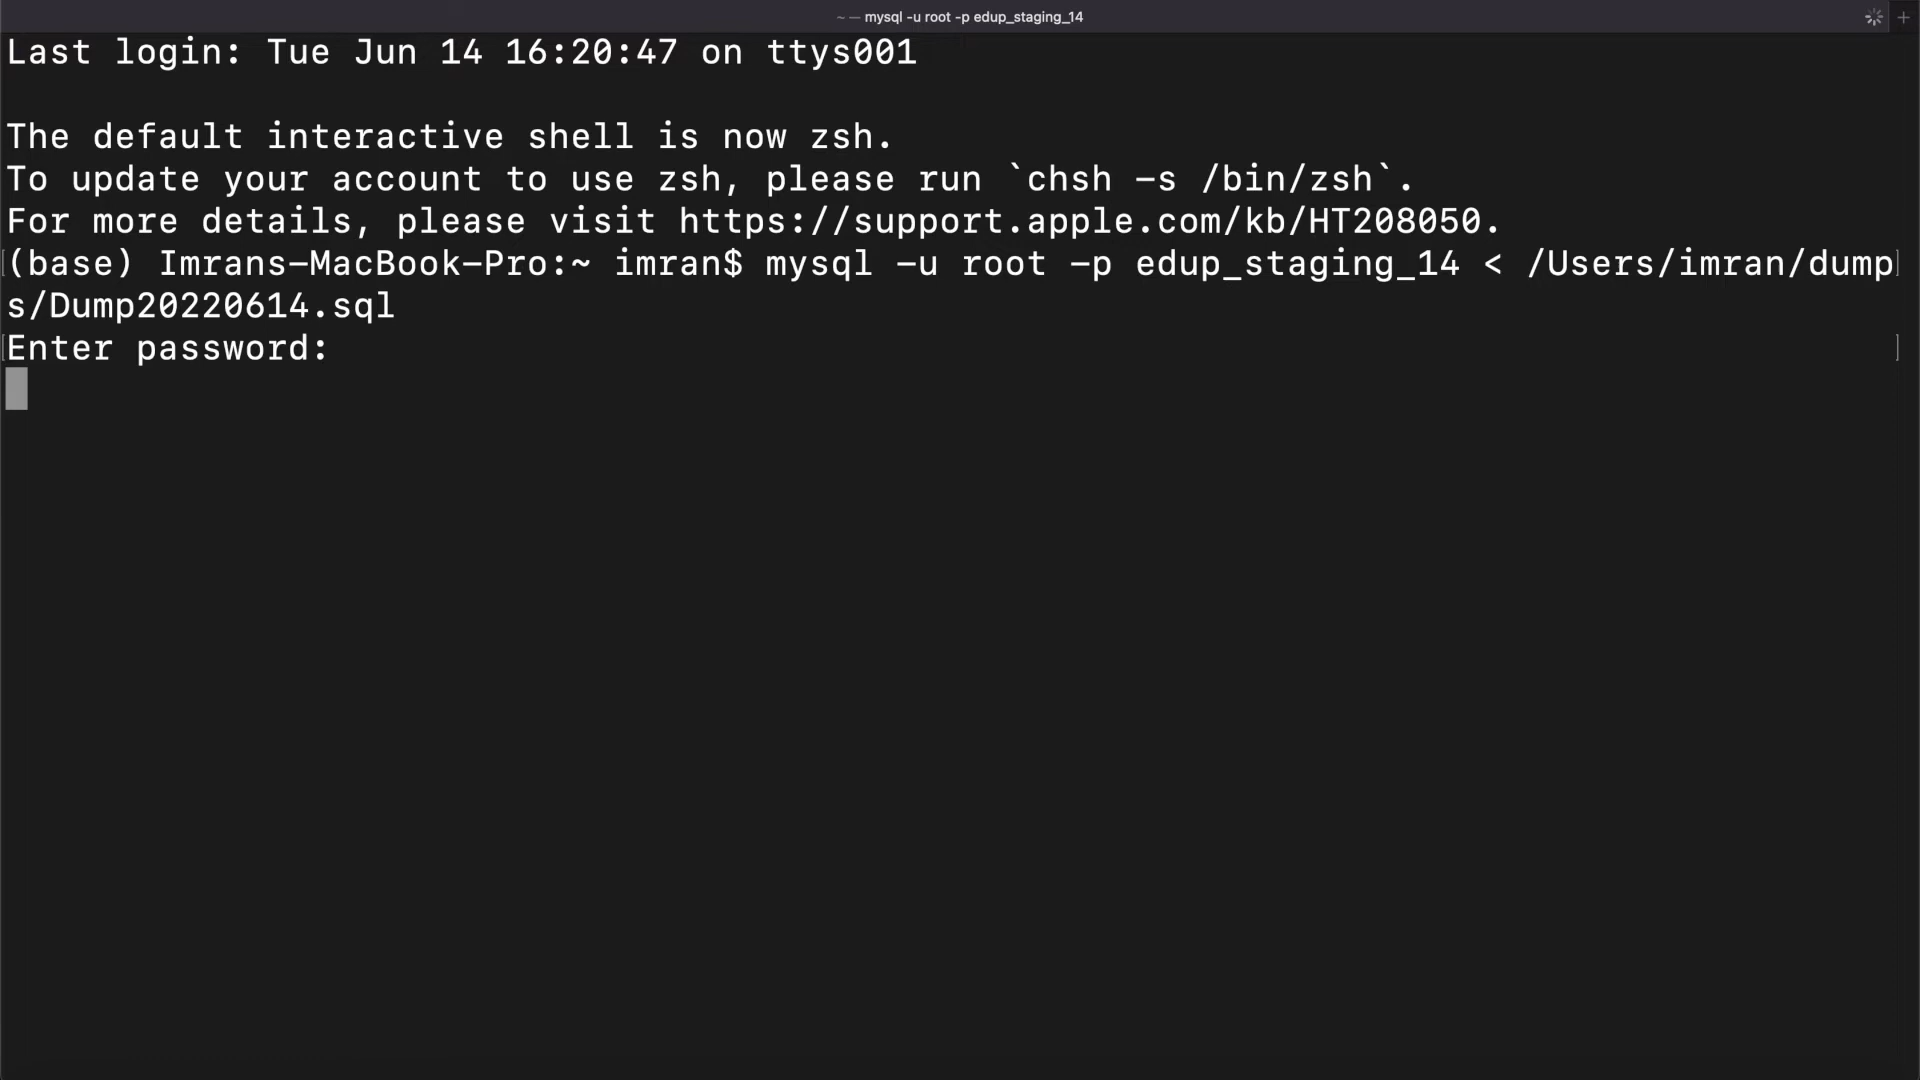 ~ — mysql -u root -p edup_staging_14
Last login: Tue Jun 14 16:20:47 on ttys001
The default interactive shell is now zsh.
To update your account to use zsh, please run `chsh -s /bin/zsh`.
For more details, please visit https://support.apple.com/kb/HT208050.
(base) Imrans-MacBook-Pro:~ imran$ mysql -u root -p edup_staging_14 < /Users/imran/dump
s/Dump20220614.sql
Enter password: